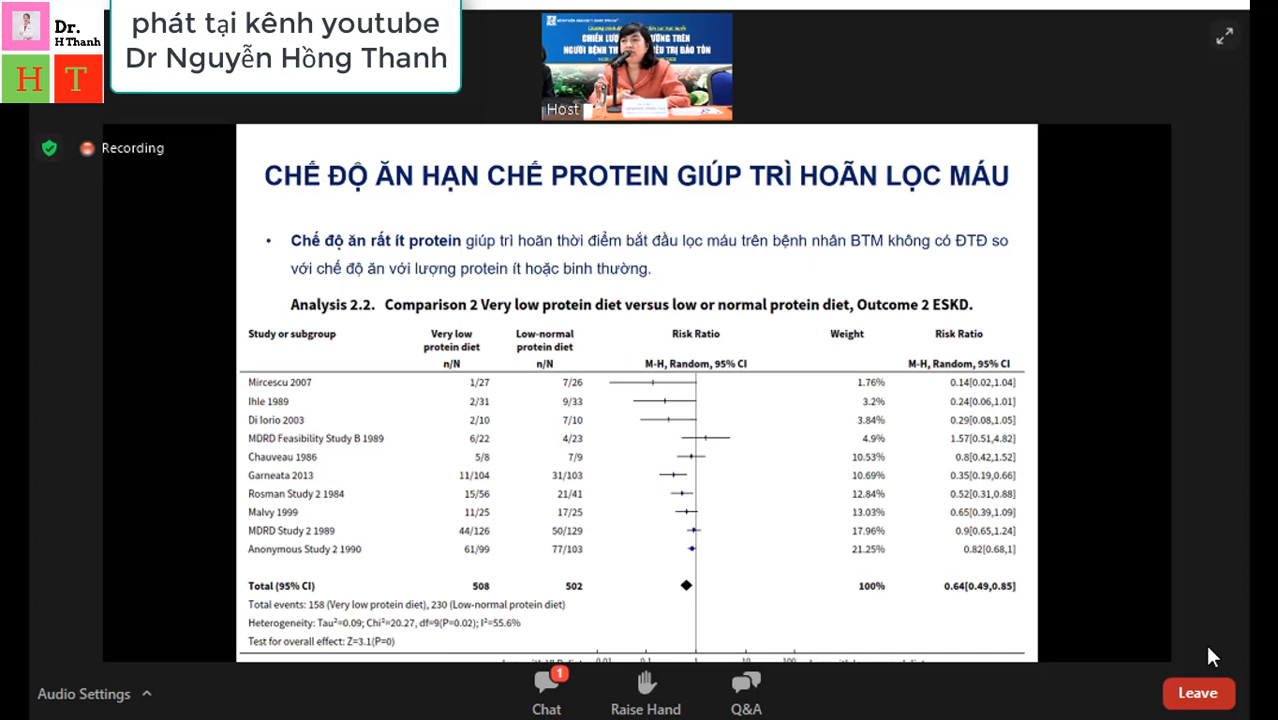 Dr.
H Thanh
H T
phát tại kênh youtube
Dr Nguyễn Hồng Thanh
Host
Recording
CHẾ ĐỘ ĂN HẠN CHẾ PROTEIN GIÚP TRÌ HOÃN LỌC MÁU
• Chế độ ăn rất ít protein giúp trì hoãn thời điểm bắt đầu lọc máu trên bệnh nhân BTM không có ĐTĐ so
với chế độ ăn với lượng protein ít hoặc bình thường.
Analysis 2.2. Comparison 2 Very low protein diet versus low or normal protein diet, Outcome 2 ESKD.
Study or subgroup Very low Low-normal Risk Ratio Weight Risk Ratio
protein diet protein diet
n/N n/N M-H, Random, 95% CI M-H, Random, 95% CI
Mircescu 2007 1/27 7/26 1.76% 0.14[0.02,1.04]
Ihle 1989 2/31 9/33 3.2% 0.24[0.06,1.01]
Di Iorio 2003 2/10 7/10 3.84% 0.29[0.08,1.05]
MDRD Feasibility Study B 1989 6/22 4/23 4.9% 1.57[0.51,4.82]
Chauveau 1986 5/8 7/9 10.53% 0.8[0.42,1.52]
Garneata 2013 11/104 31/103 10.69% 0.35[0.19,0.66]
Rosman Study 2 1984 15/56 21/41 12.84% 0.52[0.31,0.88]
Malvy 1999 11/25 17/25 13.03% 0.65[0.39,1.09]
MDRD Study 2 1989 44/126 50/129 17.96% 0.9[0.65,1.24]
Anonymous Study 2 1990 61/99 77/103 21.25% 0.82[0.68,1]
Total (95% CI) 508 502 100% 0.64[0.49,0.85]
Total events: 158 (Very low protein diet), 230 (Low-normal protein diet)
Heterogeneity: Tau²=0.09; Chi²=20.27, df=9(P=0.02); I²=55.6%
Test for overall effect: Z=3.1(P=0)
Audio Settings
1
Chat
Raise Hand
Q&A
Leave